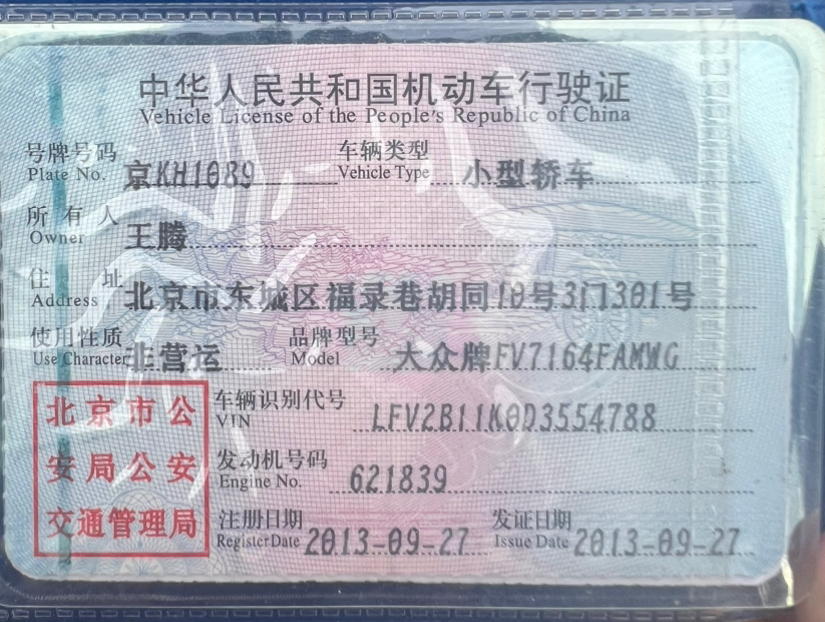 中华人民共和国机动车行驶证
Vehicle License of the People's Republic of China
号牌号码 京KH1089 车辆类型 小型轿车
Plate No. Vehicle Type
所有人 王腾
Owner
住址 北京市东城区福录巷胡同10号3门301号
Address
使用性质 非营运 品牌型号 大众牌FV7164FAMWG
Use Character Model
北京市公
安局公安
交通管理局
车辆识别代号 LFV2B11K0D3554788
VIN
发动机号码 621839
Engine No.
注册日期 2013-09-27 发证日期 2013-09-27
Register Date Issue Date